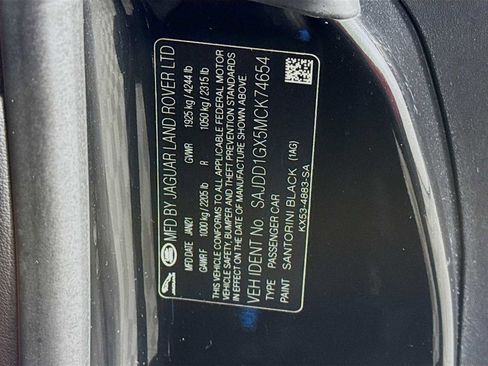 MFD BY JAGUAR LAND ROVER LTD
MFD DATE JAN/21 GVWR 1925 kg / 4244 lb
GAWR F 1000 kg / 2205 lb R 1050 kg / 2315 lb
THIS VEHICLE CONFORMS TO ALL APPLICABLE FEDERAL MOTOR
VEHICLE SAFETY, BUMPER AND THEFT PREVENTION STANDARDS
IN EFFECT ON THE DATE OF MANUFACTURE SHOWN ABOVE.
VEH IDENT No. SAJDD1GX5MCK74654
TYPE PASSENGER CAR
PAINT SANTORINI BLACK (1AG)
KX53-4883-SA